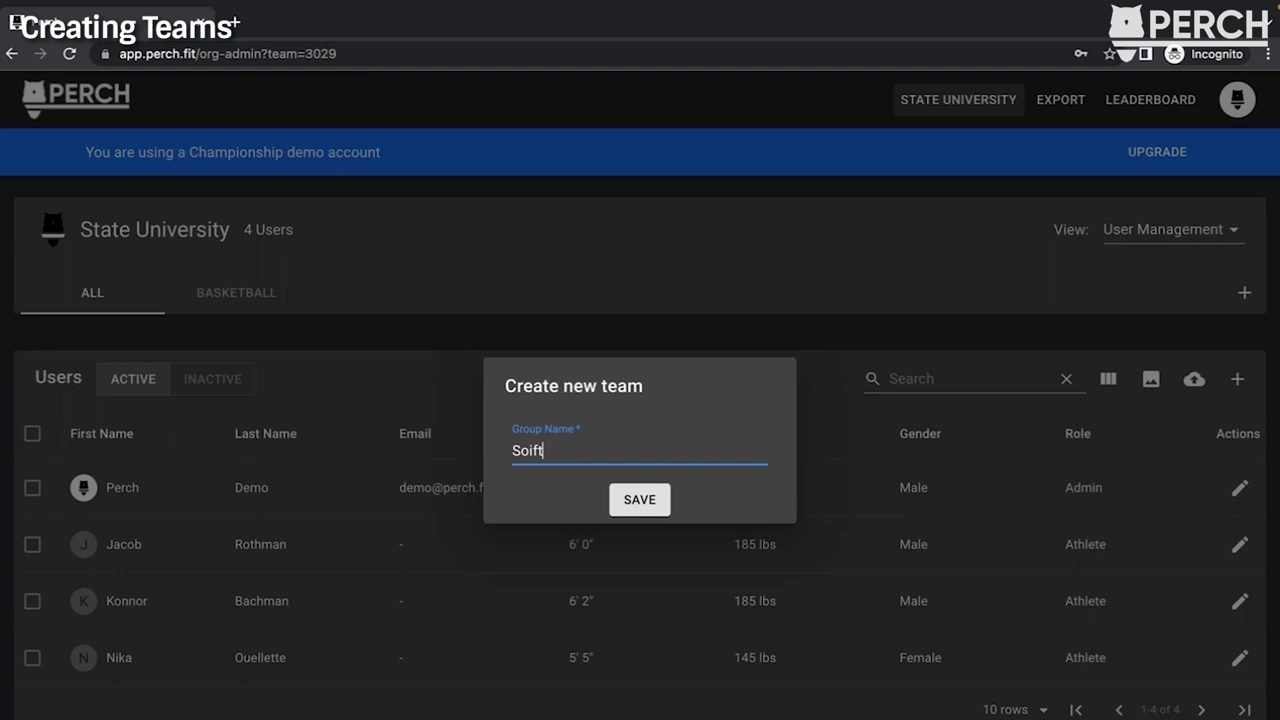 Creating Teams
PERCH
app.perch.fit/org-admin?team=3029
Incognito
PERCH
STATE UNIVERSITY
EXPORT
LEADERBOARD
You are using a Championship demo account
UPGRADE
State University 4 Users
View: User Management
ALL
BASKETBALL
Users
ACTIVE
INACTIVE
Search
Create new team
Group Name *
Soift
SAVE
First Name Last Name Email Gender Role Actions
Perch Demo demo@perch.f Male Admin
J Jacob Rothman - 6' 0" 185 lbs Male Athlete
K Konnor Bachman - 6' 2" 185 lbs Male Athlete
N Nika Ouellette - 5' 5" 145 lbs Female Athlete
10 rows 1-4 of 4